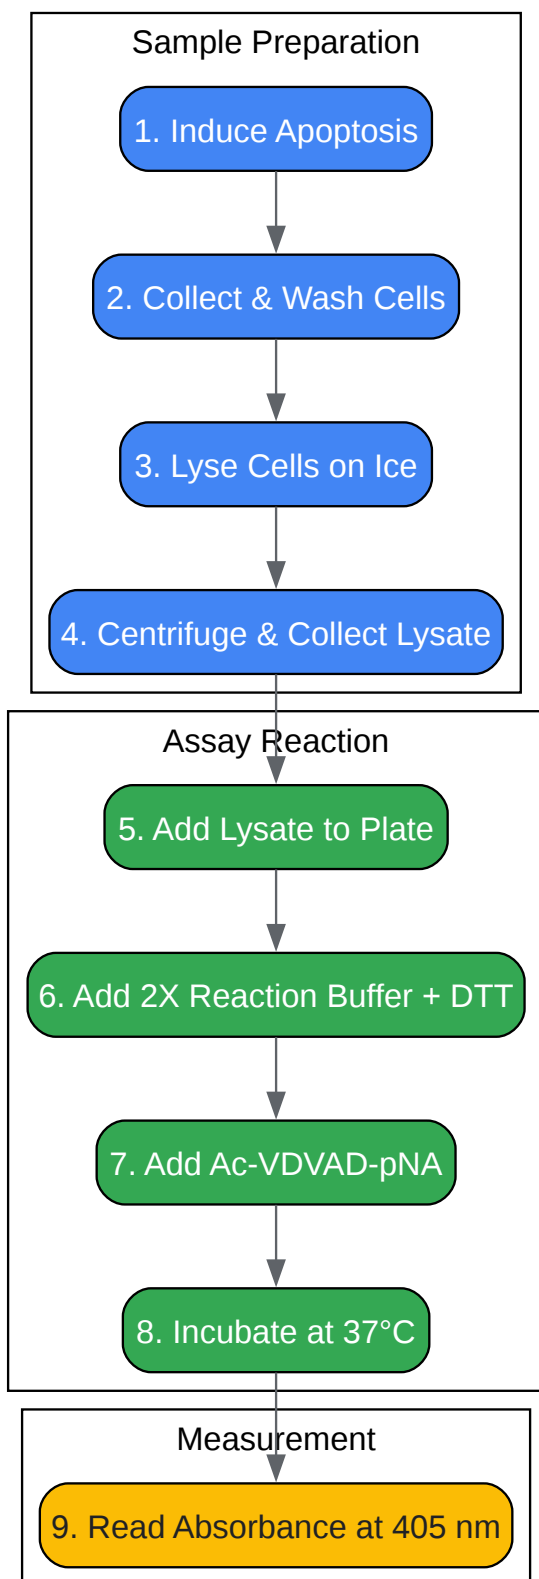 Sample Preparation
1. Induce Apoptosis
2. Collect & Wash Cells
3. Lyse Cells on Ice
4. Centrifuge & Collect Lysate
Assay Reaction
5. Add Lysate to Plate
6. Add 2X Reaction Buffer + DTT
7. Add Ac-VDVAD-pNA
8. Incubate at 37°C
Measurement
9. Read Absorbance at 405 nm